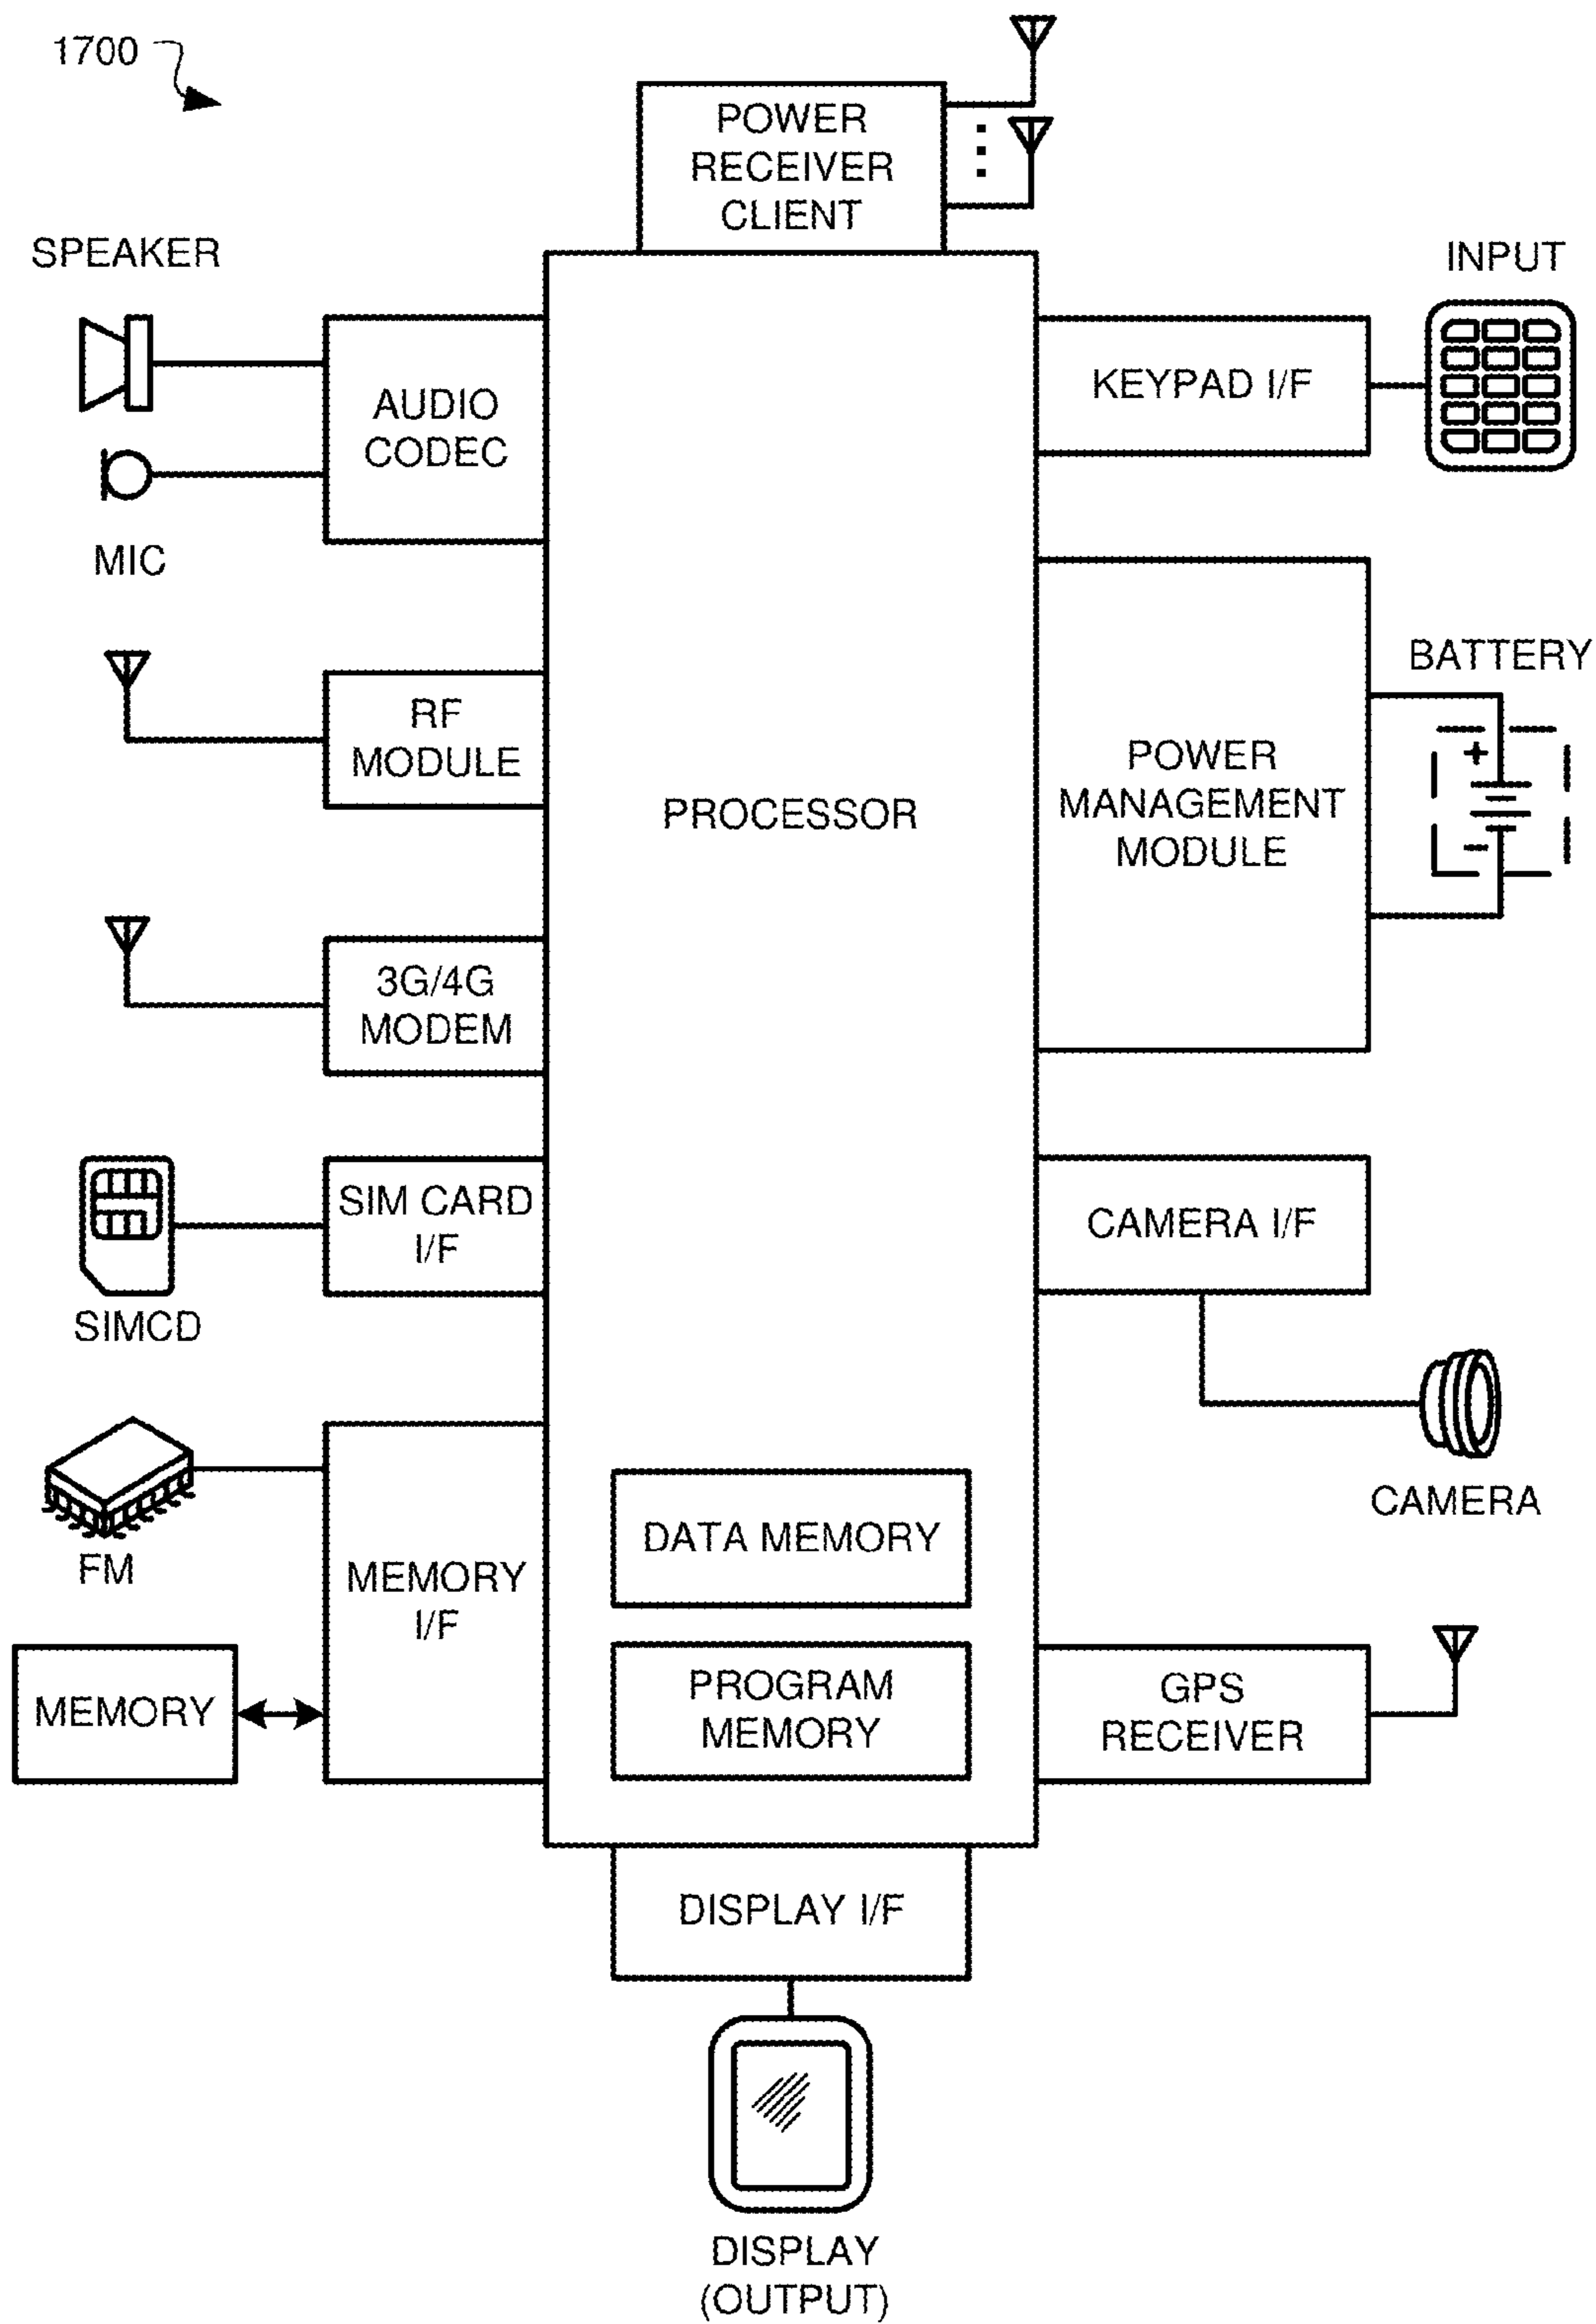 1700
POWER
RECEIVER
CLIENT
SPEAKER
INPUT
AUDIO
CODEC
KEYPAD I/F
MIC
RF
MODULE
PROCESSOR
POWER
MANAGEMENT
MODULE
BATTERY
+
-
3G/4G
MODEM
SIM CARD
I/F
SIMCD
CAMERA I/F
CAMERA
FM
MEMORY
I/F
MEMORY
DATA MEMORY
PROGRAM
MEMORY
GPS
RECEIVER
DISPLAY I/F
DISPLAY
(OUTPUT)